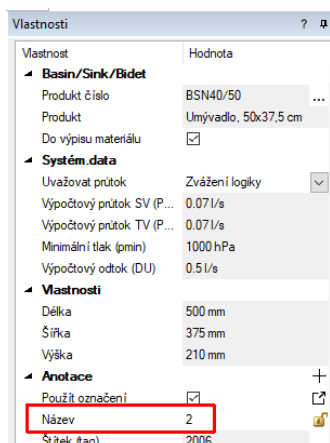 Vlastnosti ?
Vlastnost Hodnota
Basin/Sink/Bidet
Produkt číslo BSN40/50 ...
Produkt Umývadlo, 50x37,5 cm
Do výpisu materiálu
Systém.data
Uvažovat průtok Zvážení logiky
Výpočtový průtok SV (P... 0.07 l/s
Výpočtový průtok TV (P... 0.07 l/s
Minimální tlak (pmin) 1000 hPa
Výpočtový odtok (DU) 0.5 l/s
Vlastnosti
Délka 500 mm
Šířka 375 mm
Výška 210 mm
Anotace
Použít označení
Název 2
Štítek (tag) 2006